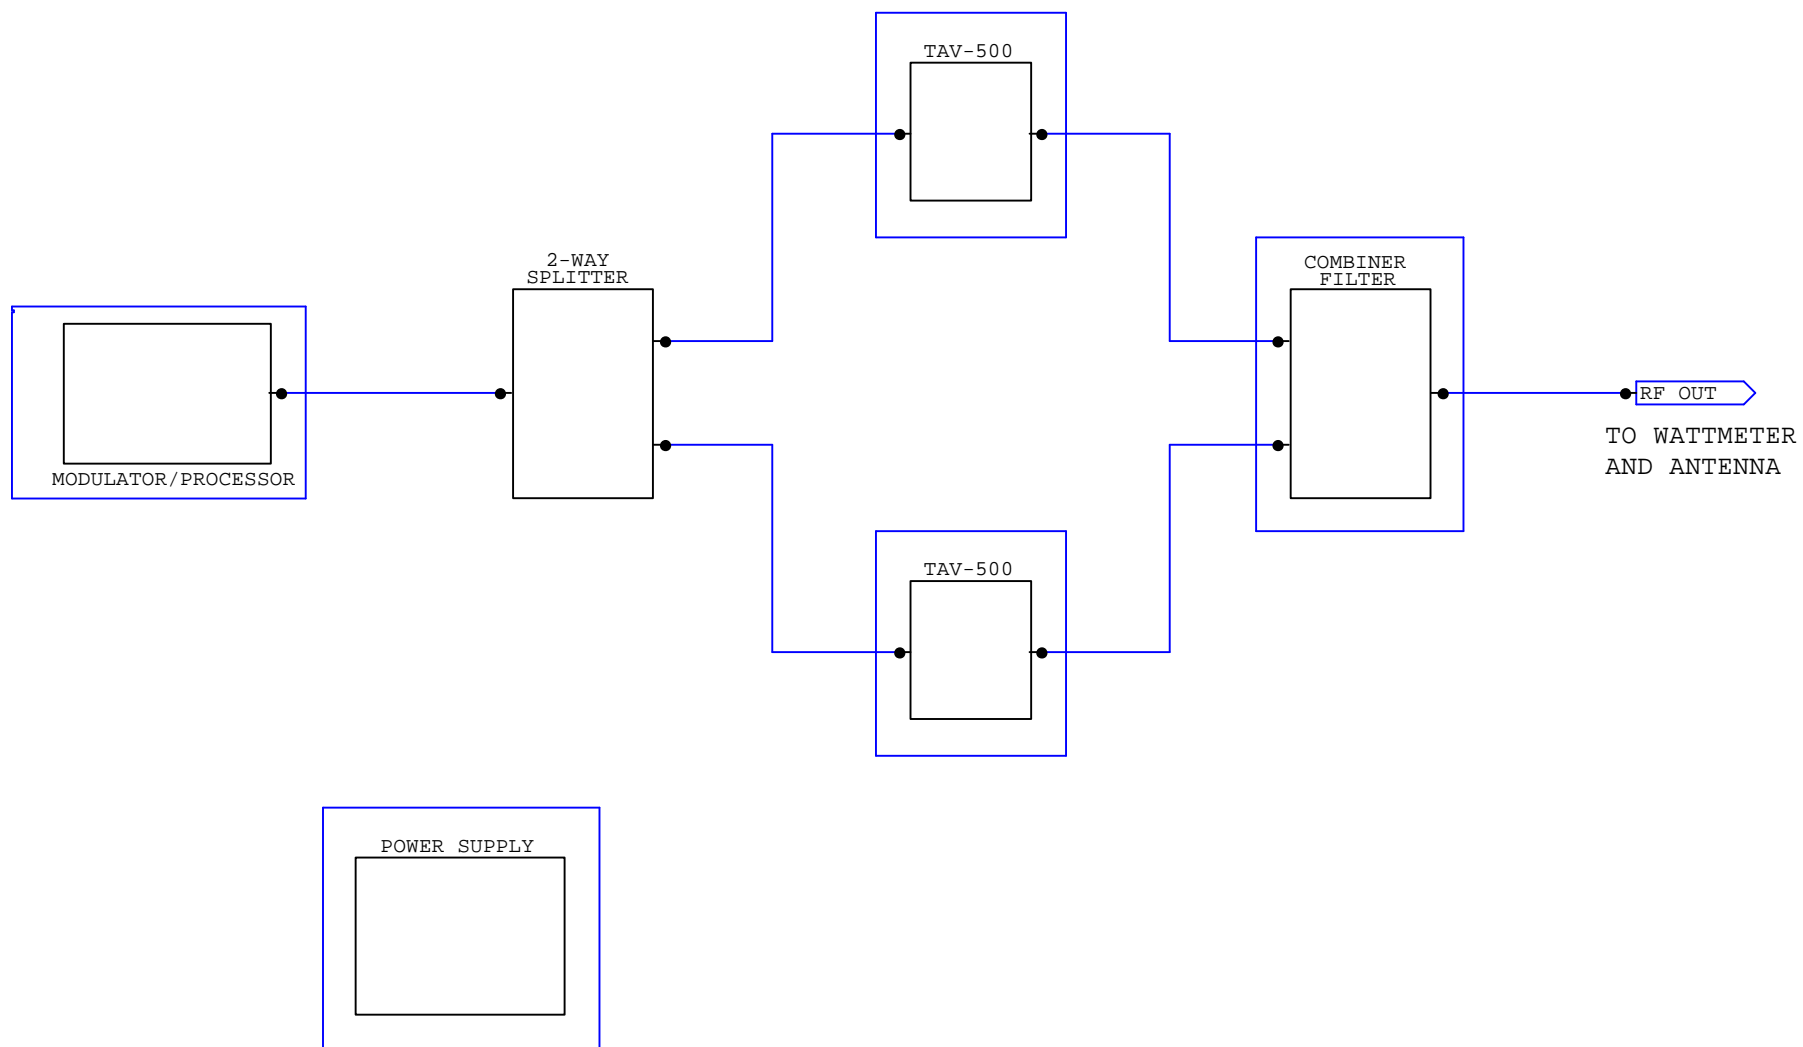 TAV-500
2-WAY
SPLITTER
COMBINER
FILTER
MODULATOR/PROCESSOR
RF OUT
TO WATTMETER
AND ANTENNA
TAV-500
POWER SUPPLY